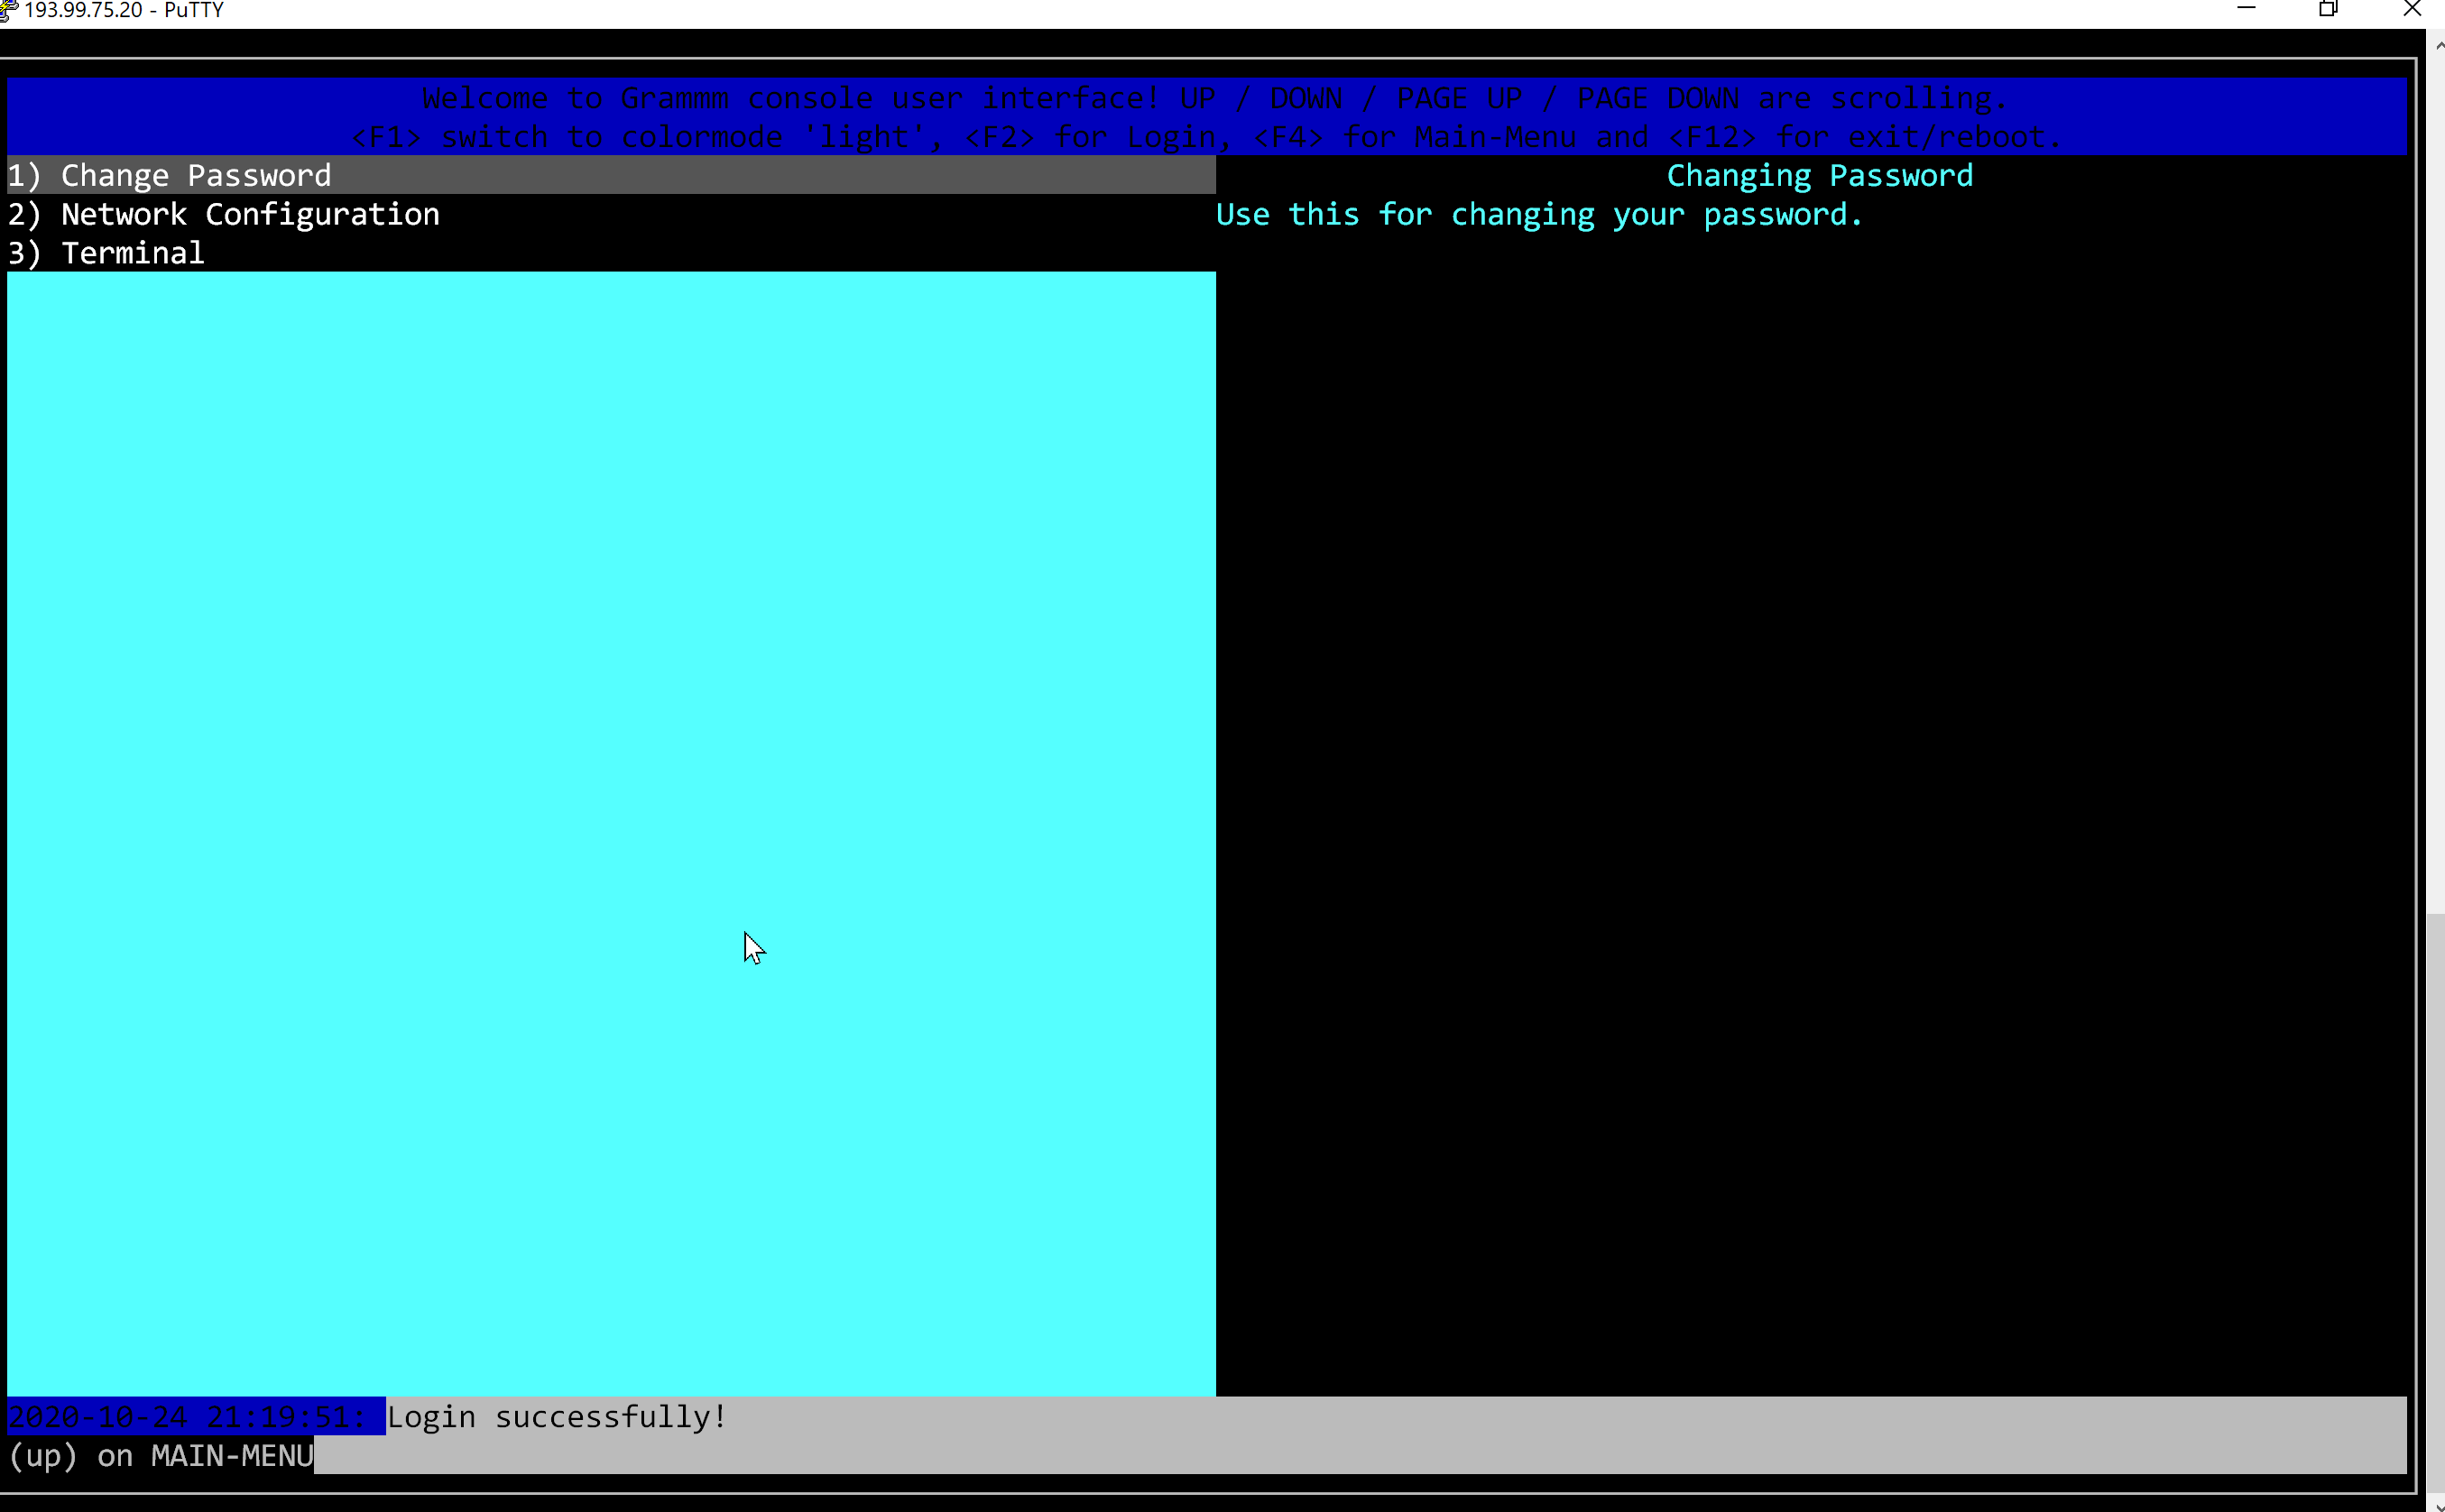 193.99.75.20 - PuTTY
Welcome to Grammm console user interface! UP / DOWN / PAGE UP / PAGE DOWN are scrolling.
<F1> switch to colormode 'light', <F2> for Login, <F4> for Main-Menu and <F12> for exit/reboot.
1) Change Password
2) Network Configuration
3) Terminal
Changing Password
Use this for changing your password.
2020-10-24 21:19:51: Login successfully!
(up) on MAIN-MENU